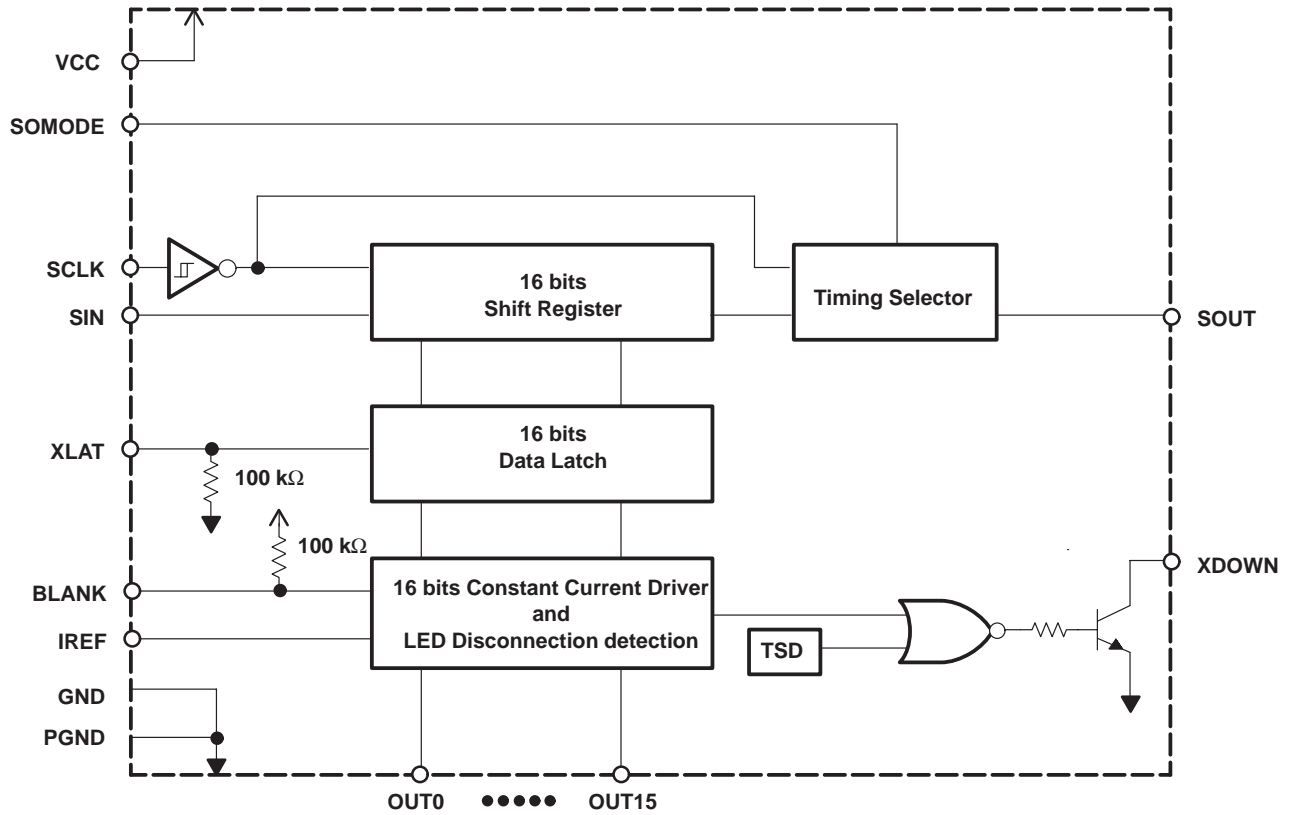 VCC
SOMODE
SCLK
SIN
16 bits
Shift Register
Timing Selector
SOUT
XLAT
100 kΩ
16 bits
Data Latch
100 kΩ
BLANK
IREF
16 bits Constant Current Driver
and
LED Disconnection detection
TSD
XDOWN
GND
PGND
OUT0
OUT15